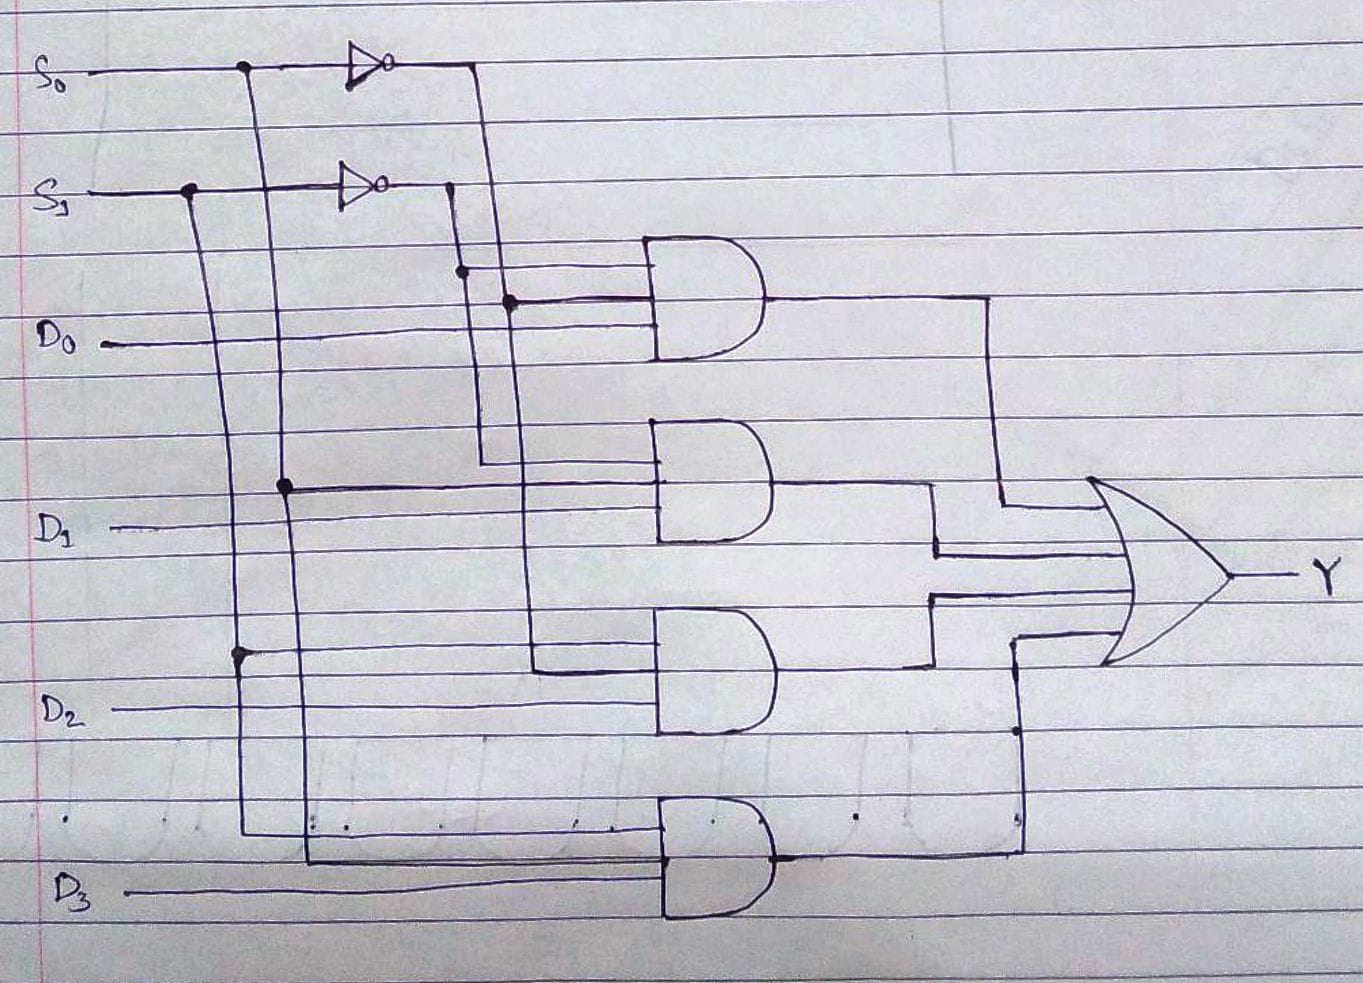 S₀
S₁
D₀
D₁
Y
D₂
D₃